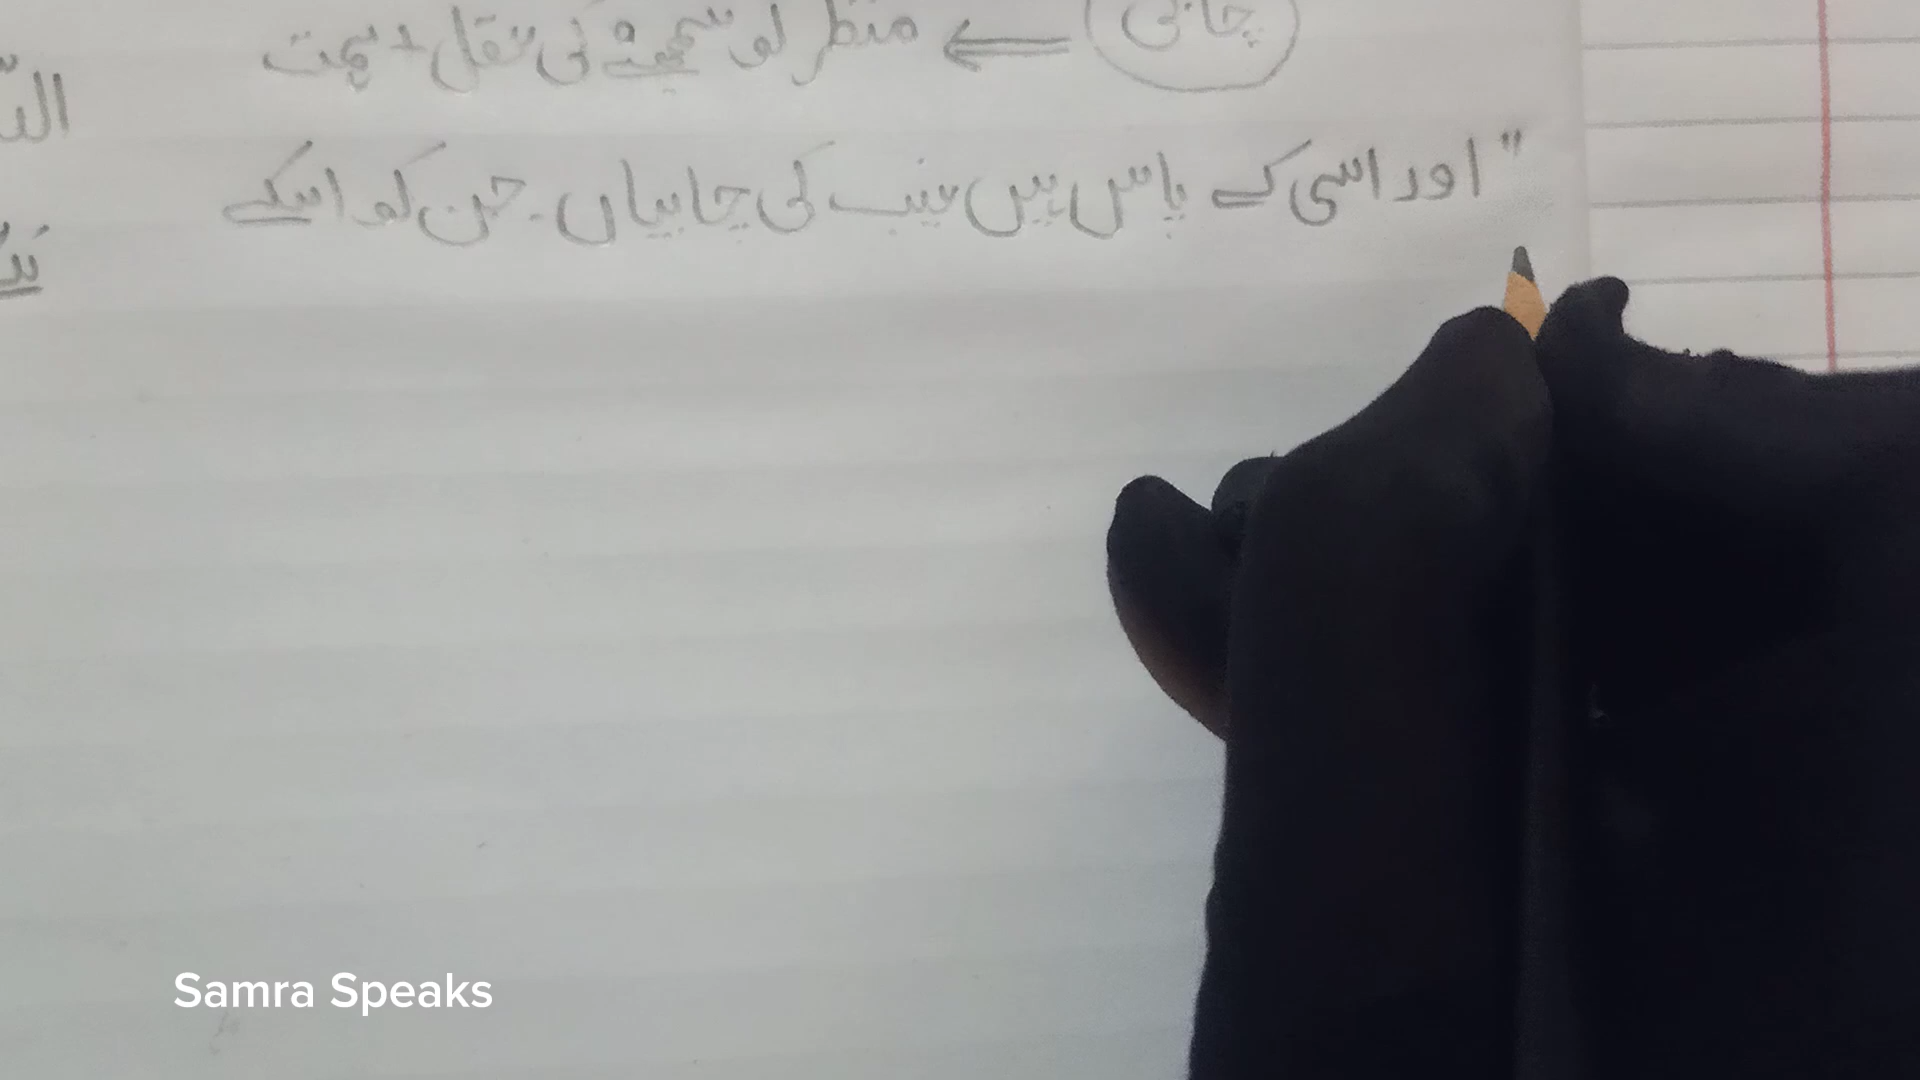 چابی ⇐ منظر کو سمجھنے کی عقل + سمت
"اور اسی کے پاس ہیں غیب کی چابیاں۔ جن کو اسکے
Samra Speaks